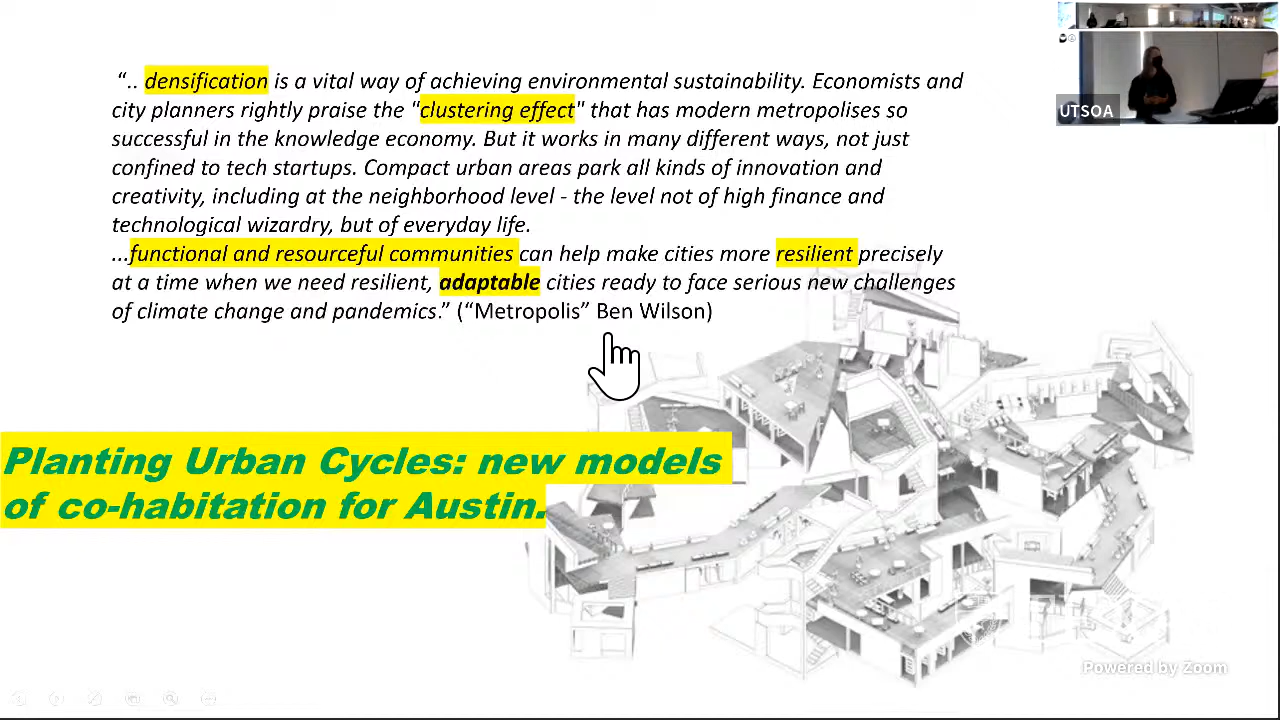 “.. densification is a vital way of achieving environmental sustainability. Economists and
city planners rightly praise the "clustering effect" that has modern metropolises so
successful in the knowledge economy. But it works in many different ways, not just
confined to tech startups. Compact urban areas park all kinds of innovation and
creativity, including at the neighborhood level - the level not of high finance and
technological wizardry, but of everyday life.
...functional and resourceful communities can help make cities more resilient precisely
at a time when we need resilient, adaptable cities ready to face serious new challenges
of climate change and pandemics.” (“Metropolis” Ben Wilson)
Planting Urban Cycles: new models
of co-habitation for Austin.
UTSOA
Powered by Zoom